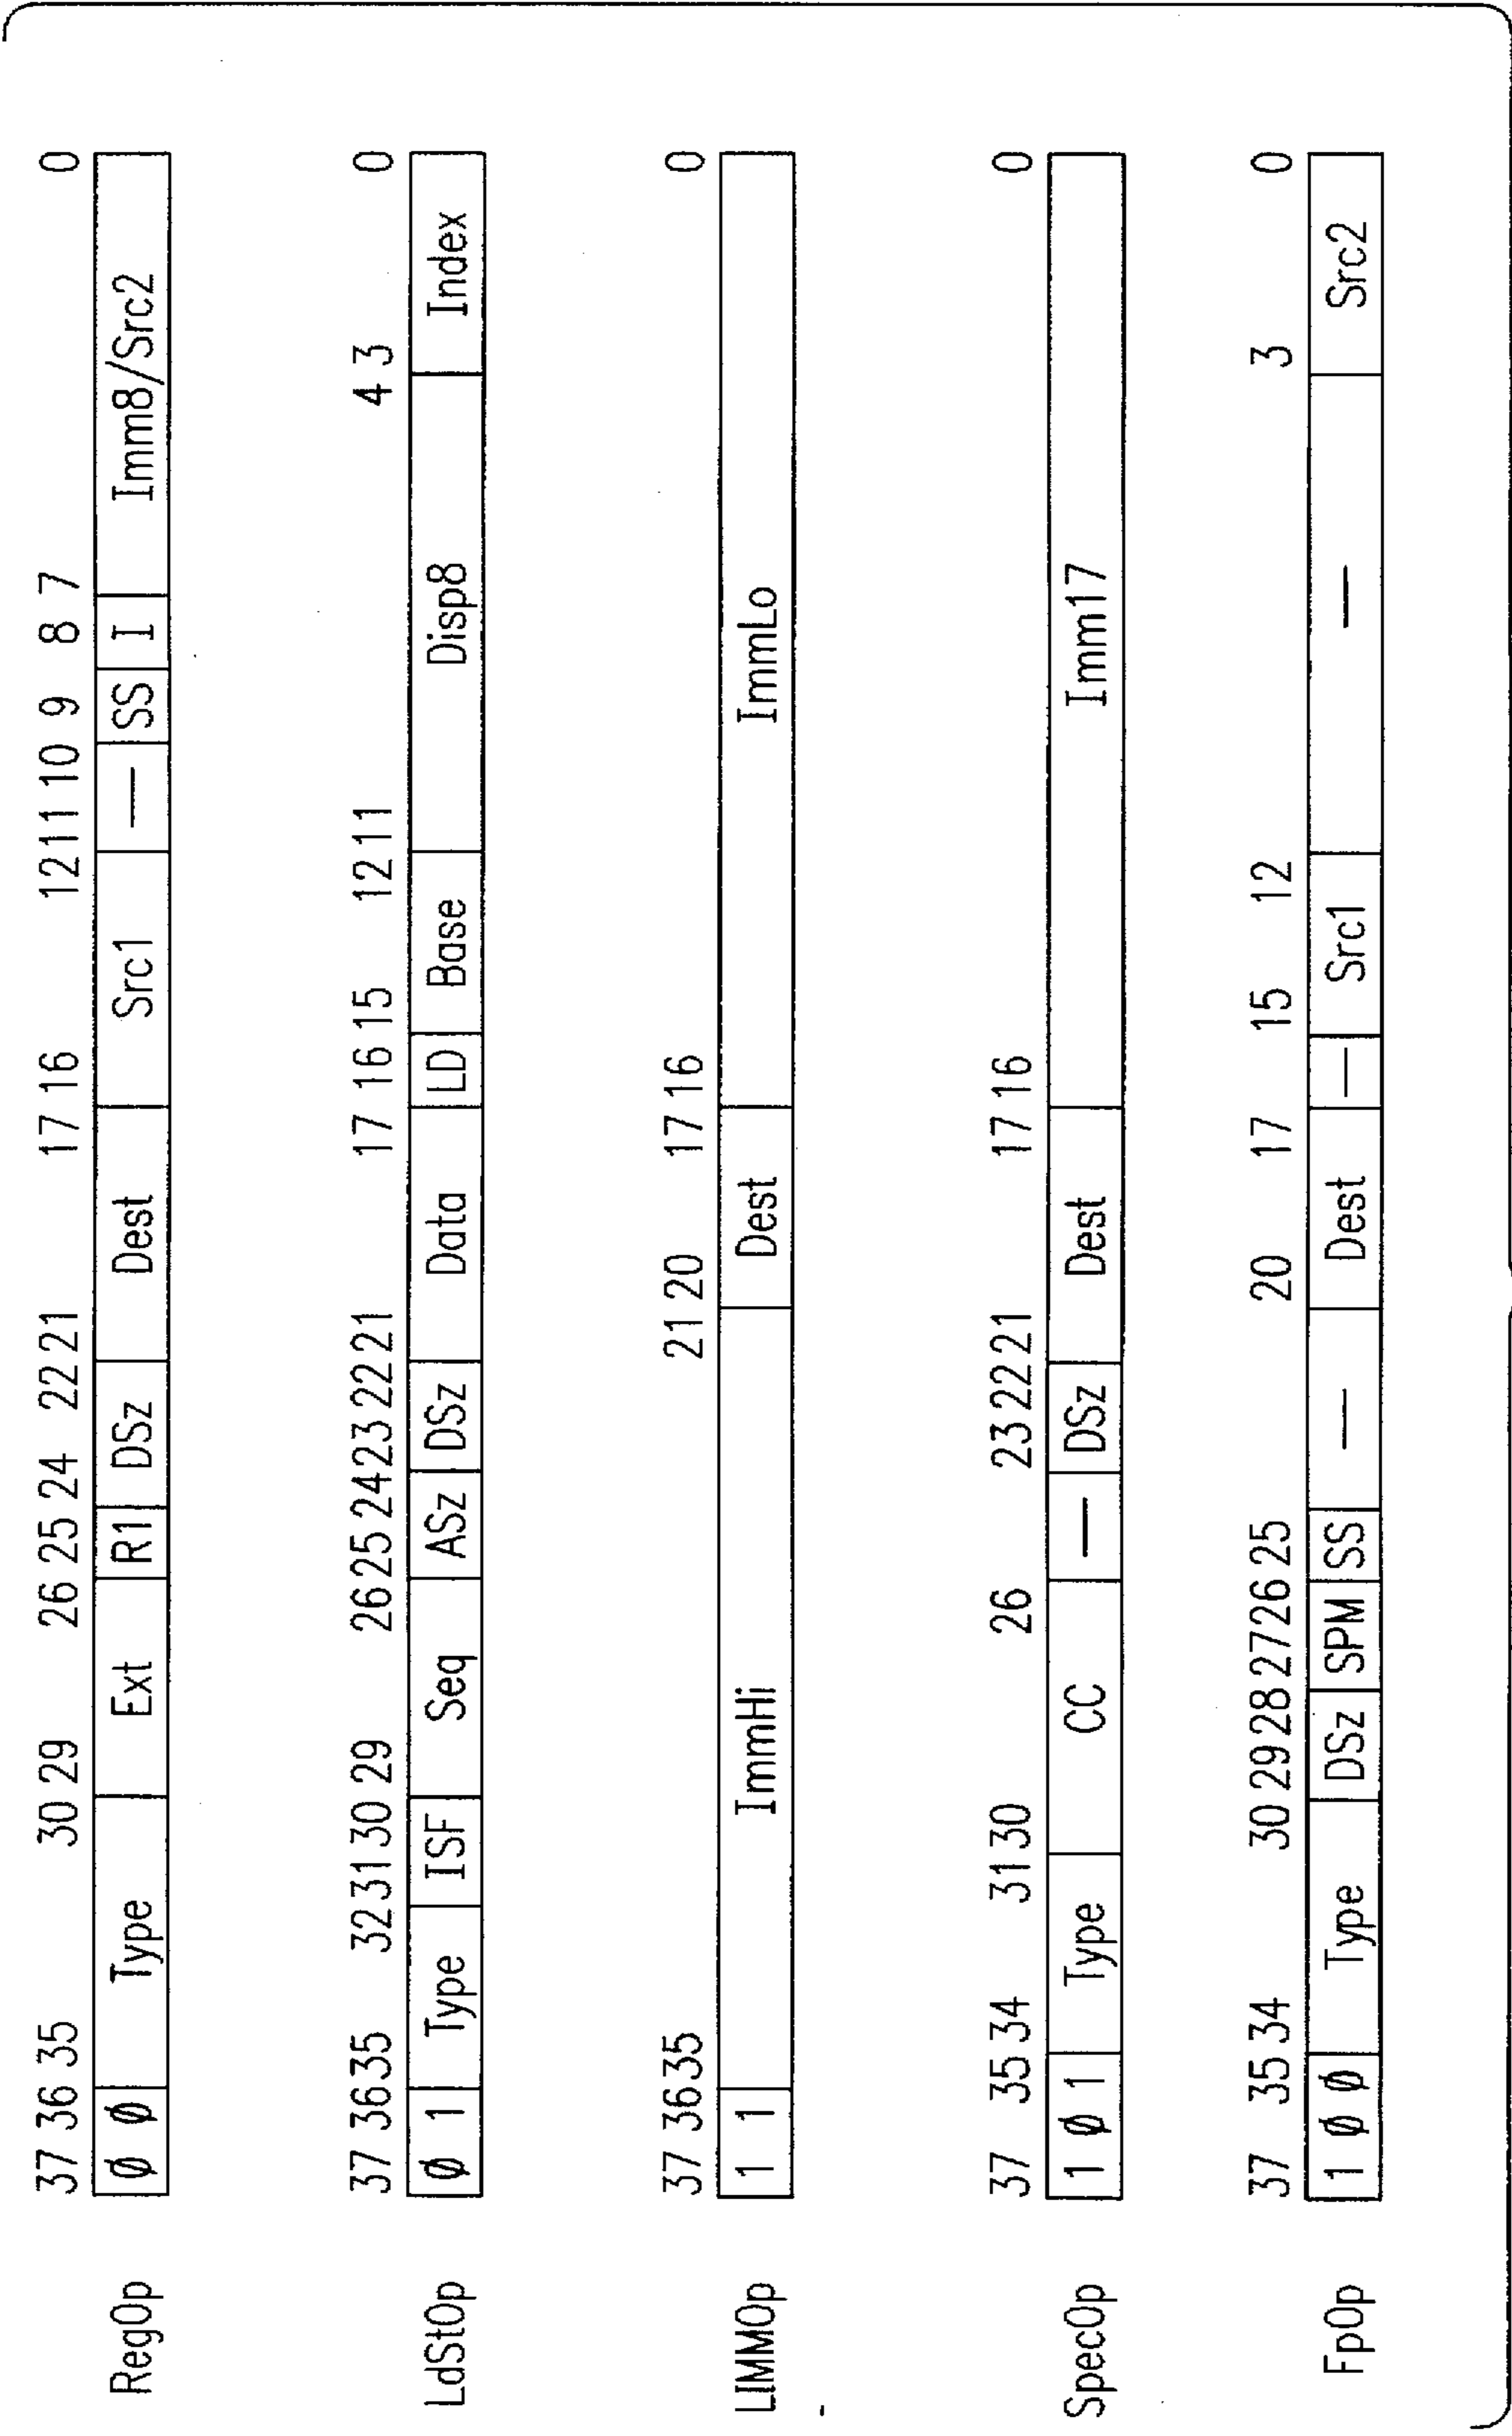 37 36 35 30 29 26 25 24 22 21 17 16 12 11 10 9 8 7 0
RegOp ∅ ∅ Type Ext R1 DSz Dest Src1 — SS I Imm8/Src2
37 36 35 32 31 30 29 26 25 24 23 22 21 17 16 15 12 11 4 3 0
LdStOp ∅ 1 Type ISF Seq ASz DSz Data LD Base Disp8 Index
37 36 35 21 20 17 16 0
LIMMOp 1 1 ImmHi Dest ImmLo
37 35 34 31 30 26 23 22 21 17 16 0
SpecOp 1 ∅ 1 Type CC — DSz Dest Imm17
37 35 34 30 29 28 27 26 25 20 17 15 12 3 0
FpOp 1 ∅ ∅ Type DSz SPM SS — Dest — Src1 — Src2